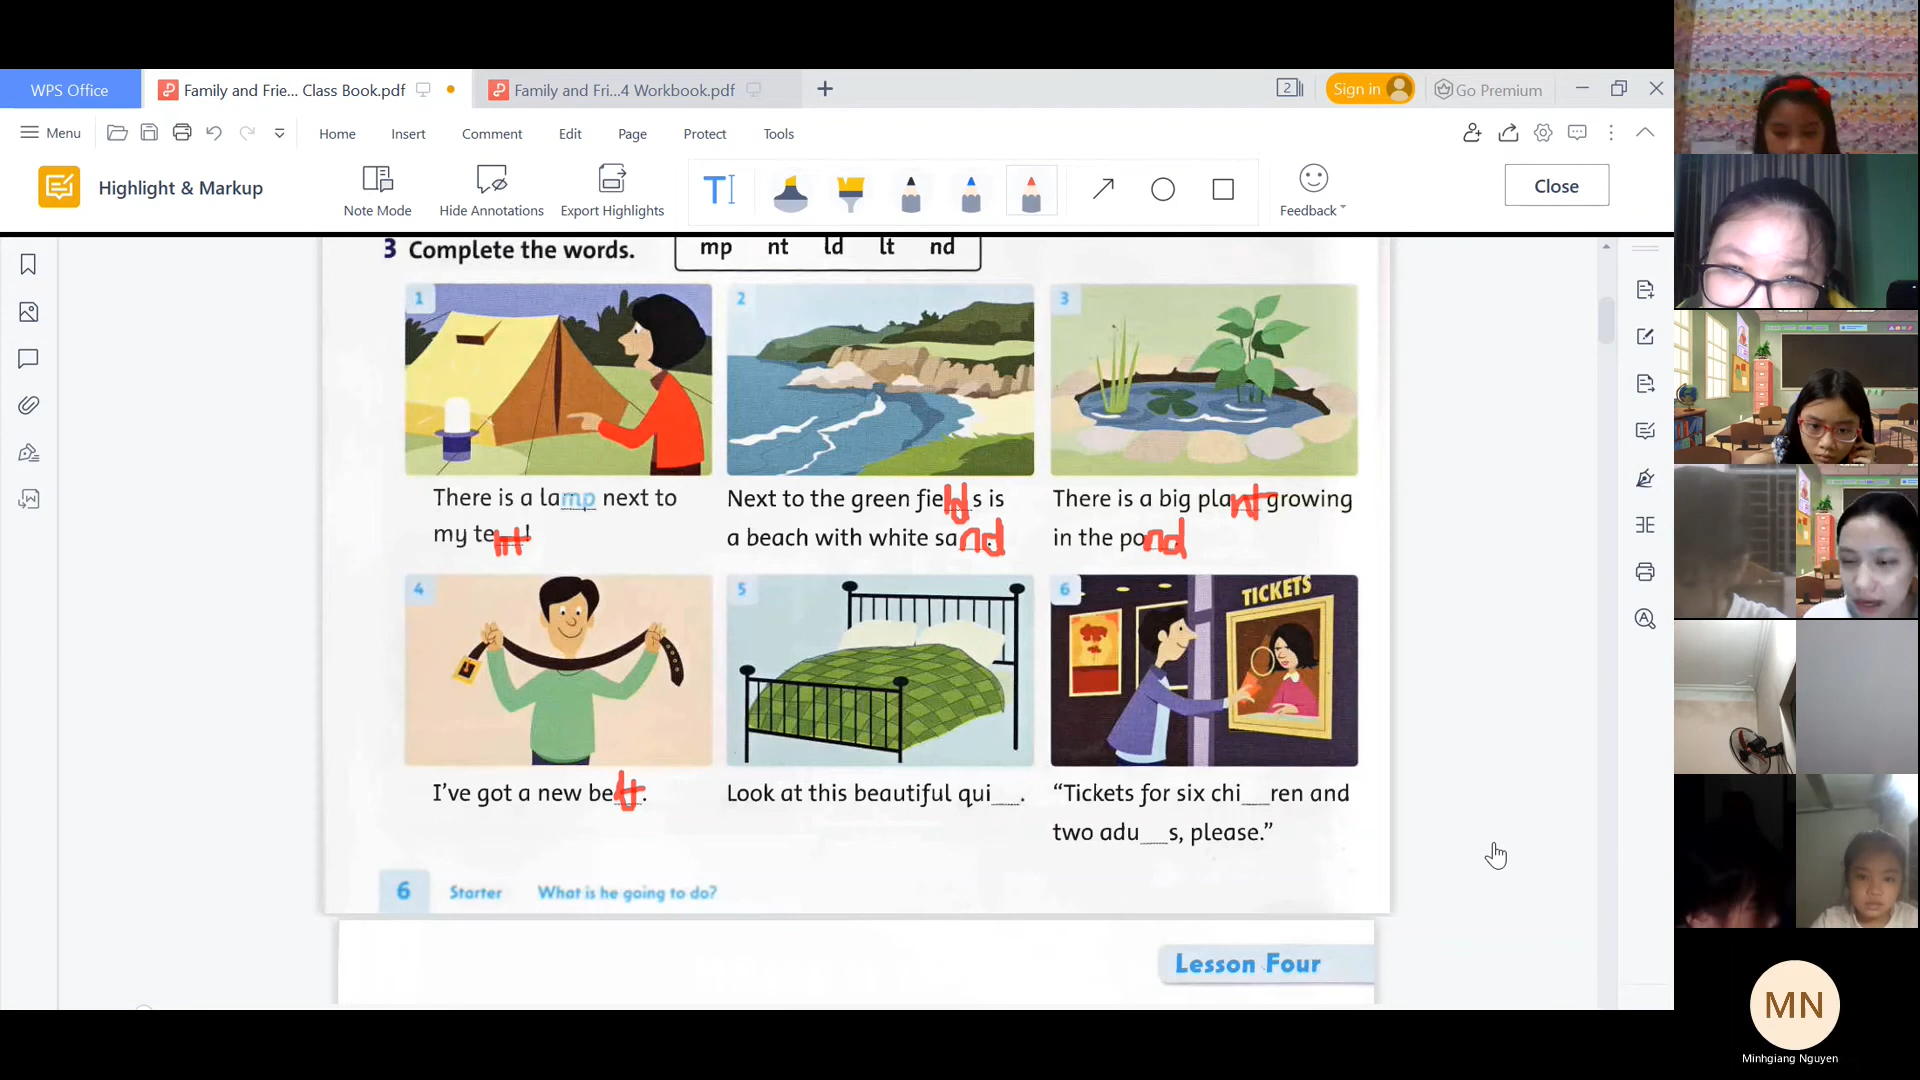 WPS Office
Family and Frie... Class Book.pdf
Family and Fri...4 Workbook.pdf
2
Sign in
Go Premium
Menu
Home
Insert
Comment
Edit
Page
Protect
Tools
Highlight & Markup
Note Mode
Hide Annotations
Export Highlights
T
Feedback
Close
3 Complete the words.
mp nt ld lt nd
1
2
3
There is a lamp next to
my tent!
Next to the green fields is
a beach with white sand.
There is a big plant growing
in the pond.
4
5
6
TICKETS
I've got a new belt.
Look at this beautiful qui___.
“Tickets for six chi___ren and
two adu___s, please.”
6 Starter What is he going to do?
Lesson Four
MN
Minhgiang Nguyen